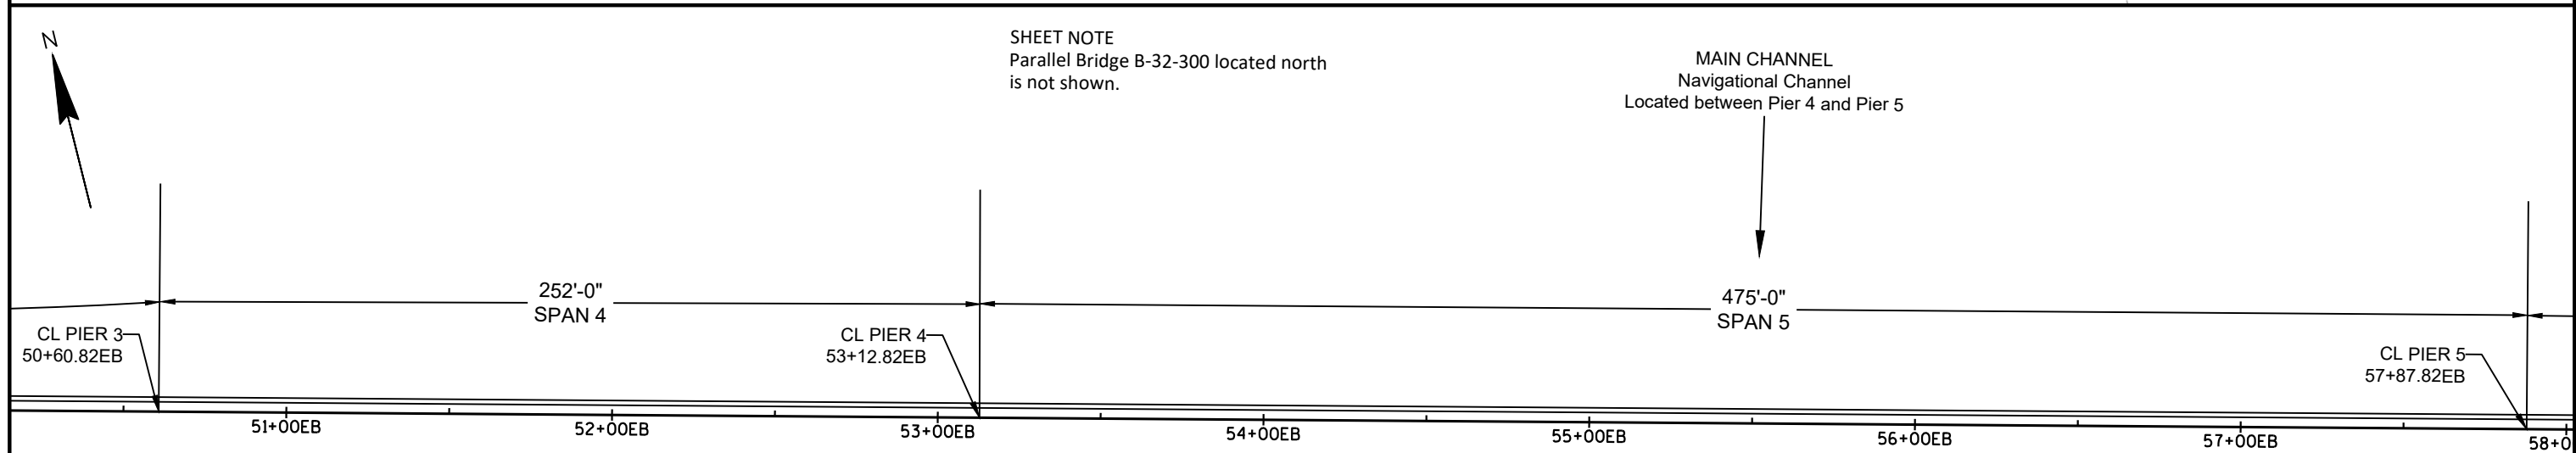 N
SHEET NOTE
Parallel Bridge B-32-300 located north
is not shown.
MAIN CHANNEL
Navigational Channel
Located between Pier 4 and Pier 5
252'-0"
SPAN 4
475'-0"
SPAN 5
CL PIER 3
50+60.82EB
CL PIER 4
53+12.82EB
CL PIER 5
57+87.82EB
51+00EB
52+00EB
53+00EB
54+00EB
55+00EB
56+00EB
57+00EB
58+0